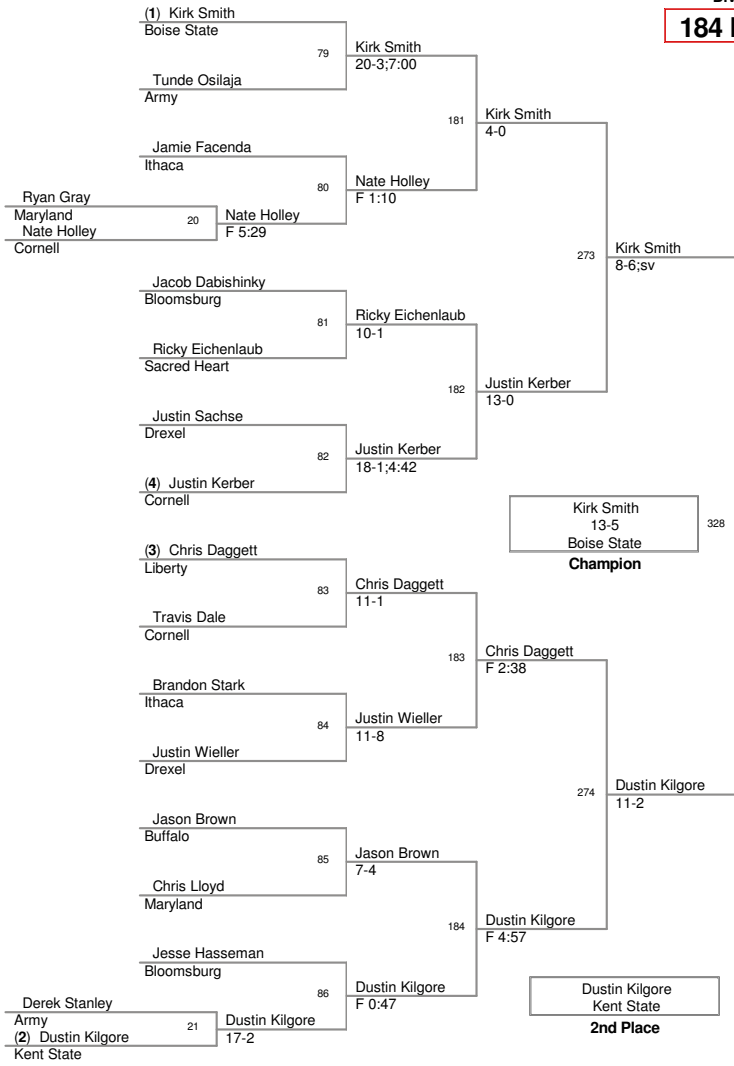 184
(1) Kirk Smith
Boise State
79
Kirk Smith
20-3;7:00
Tunde Osilaja
Army
181
Kirk Smith
4-0
Jamie Facenda
Ithaca
80
Nate Holley
F 1:10
Ryan Gray
Maryland
20
Nate Holley
F 5:29
Nate Holley
Cornell
273
Kirk Smith
8-6;sv
Jacob Dabishinky
Bloomsburg
81
Ricky Eichenlaub
10-1
Ricky Eichenlaub
Sacred Heart
182
Justin Kerber
13-0
Justin Sachse
Drexel
82
Justin Kerber
18-1;4:42
(4) Justin Kerber
Cornell
Kirk Smith
13-5
Boise State
328
Champion
(3) Chris Daggett
Liberty
83
Chris Daggett
11-1
Travis Dale
Cornell
183
Chris Daggett
F 2:38
Brandon Stark
Ithaca
84
Justin Wieller
11-8
Justin Wieller
Drexel
274
Dustin Kilgore
11-2
Jason Brown
Buffalo
85
Jason Brown
7-4
Chris Lloyd
Maryland
184
Dustin Kilgore
F 4:57
Jesse Hasseman
Bloomsburg
86
Dustin Kilgore
F 0:47
Derek Stanley
Army
21
Dustin Kilgore
17-2
(2) Dustin Kilgore
Kent State
Dustin Kilgore
Kent State
2nd Place